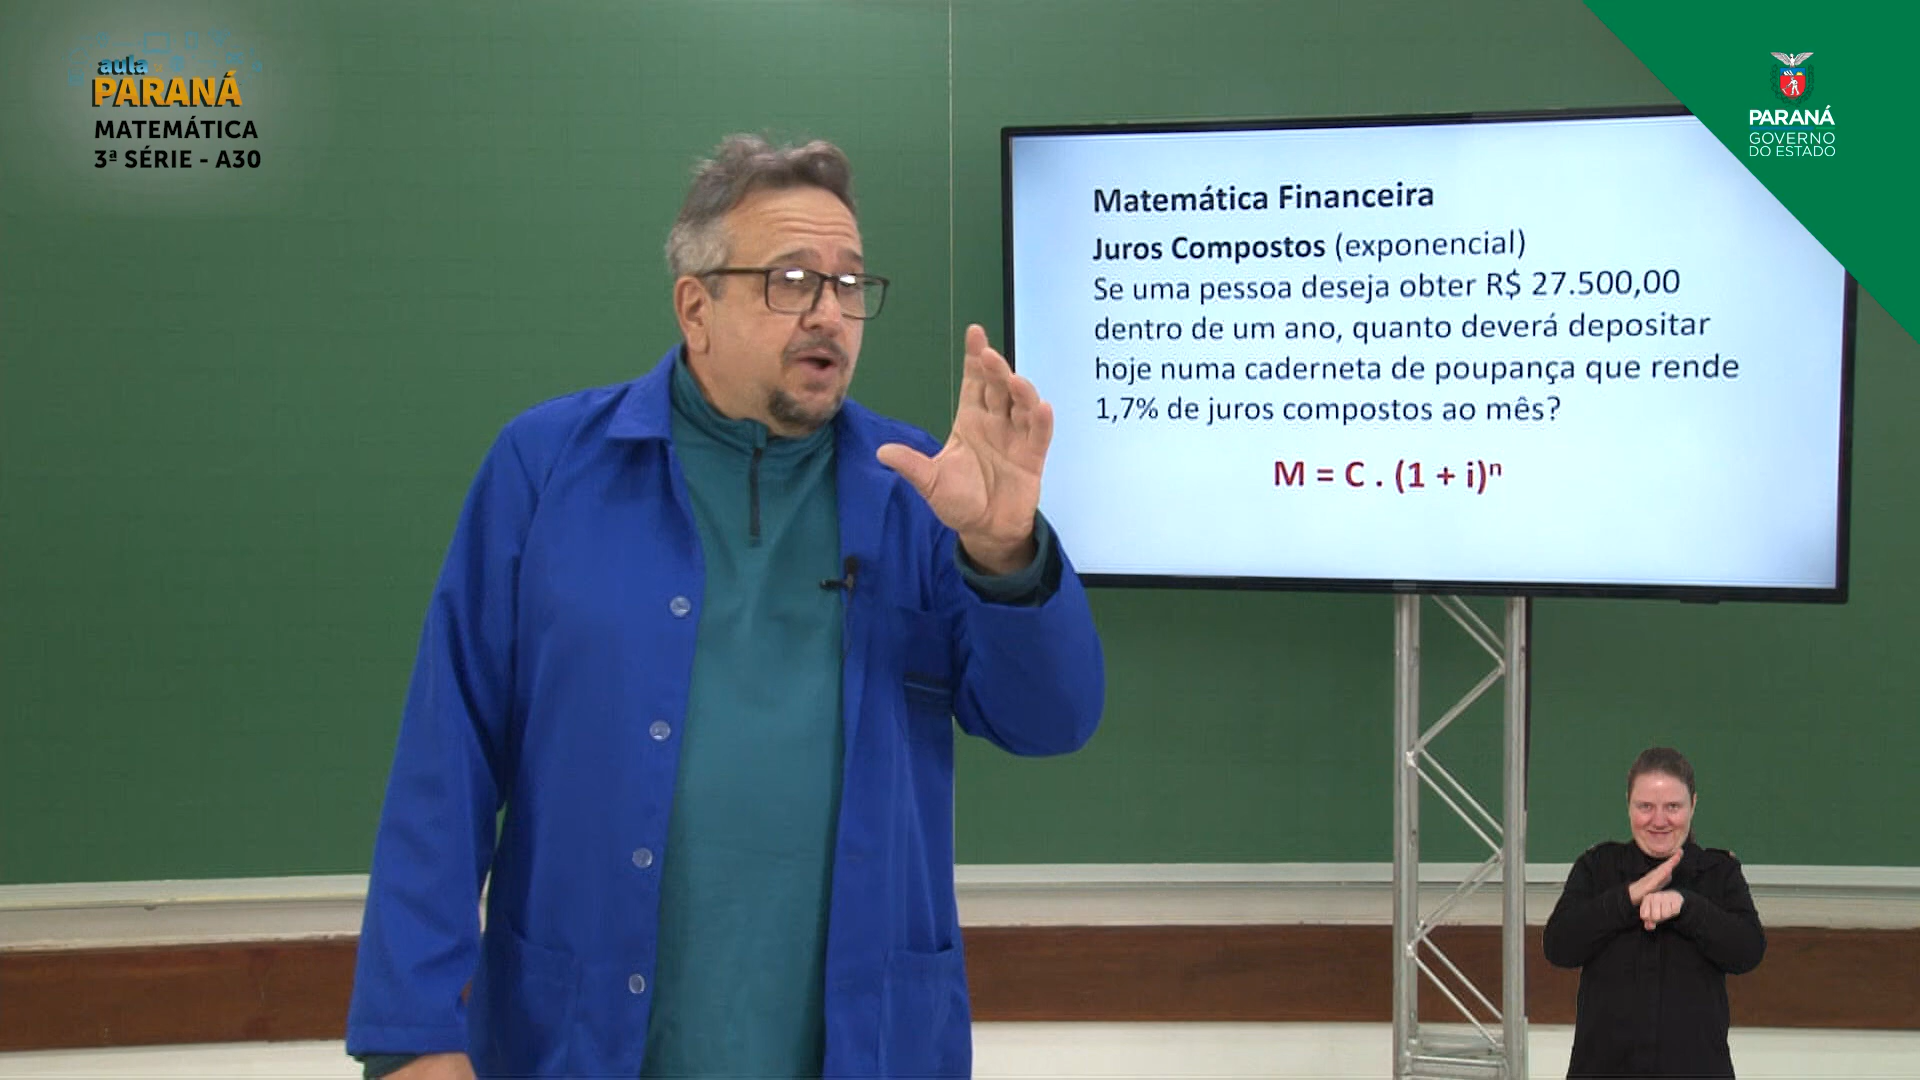 aula
PARANÁ
MATEMÁTICA
3ª SÉRIE - A30
PARANÁ
GOVERNO
DO ESTADO
Matemática Financeira
Juros Compostos (exponencial)
Se uma pessoa deseja obter R$ 27.500,00
dentro de um ano, quanto deverá depositar
hoje numa caderneta de poupança que rende
1,7% de juros compostos ao mês?
M = C . (1 + i)ⁿ